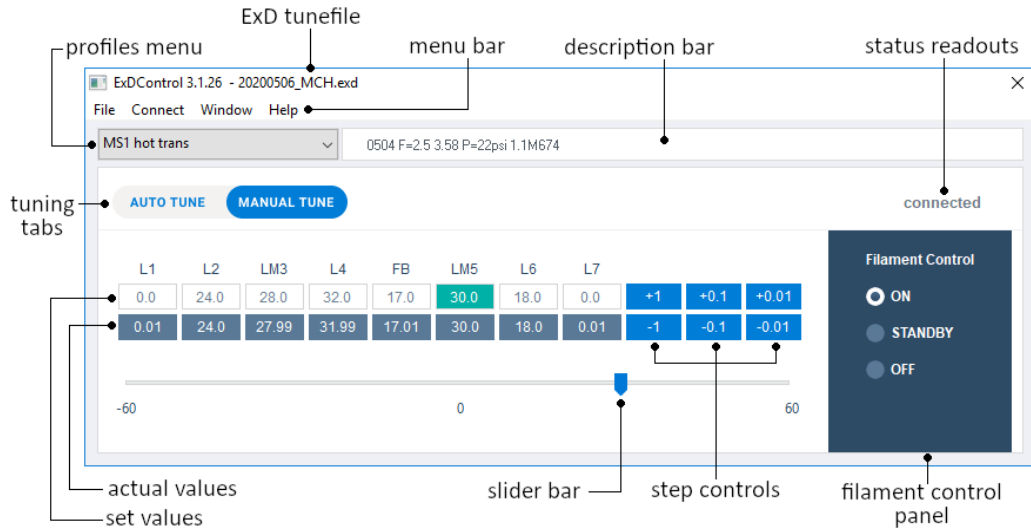 ExD tunefile
profiles menu
menu bar
description bar
status readouts
ExDControl 3.1.26 - 20200506_MCH.exd
File Connect Window Help
MS1 hot trans
0504 F=2.5 3.58 P=22psi 1.1M674
tuning
tabs
AUTO TUNE
MANUAL TUNE
connected
L1 L2 LM3 L4 FB LM5 L6 L7
0.0 24.0 28.0 32.0 17.0 30.0 18.0 0.0 +1 +0.1 +0.01
0.01 24.0 27.99 31.99 17.01 30.0 18.0 0.01 -1 -0.1 -0.01
-60 0 60
Filament Control
ON
STANDBY
OFF
actual values
set values
slider bar
step controls
filament control
panel